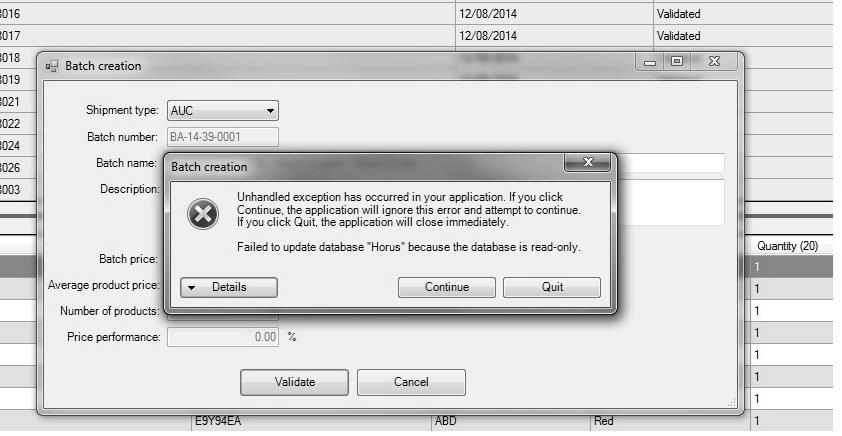 3016 12/08/2014 Validated
3017 12/08/2014 Validated
3018
3019
3021
3022
3024
3026
3003
Batch creation
Shipment type: AUC
Batch number: BA-14-39-0001
Batch name:
Description:
Batch creation
Unhandled exception has occurred in your application. If you click
Continue, the application will ignore this error and attempt to continue.
If you click Quit, the application will close immediately.
Failed to update database "Horus" because the database is read-only.
Details Continue Quit
Batch price:
Average product price:
Number of products:
Price performance: 0.00 %
Validate Cancel
Quantity (20)
1
1
1
1
1
1
1
E9Y94EA ABD Red 1